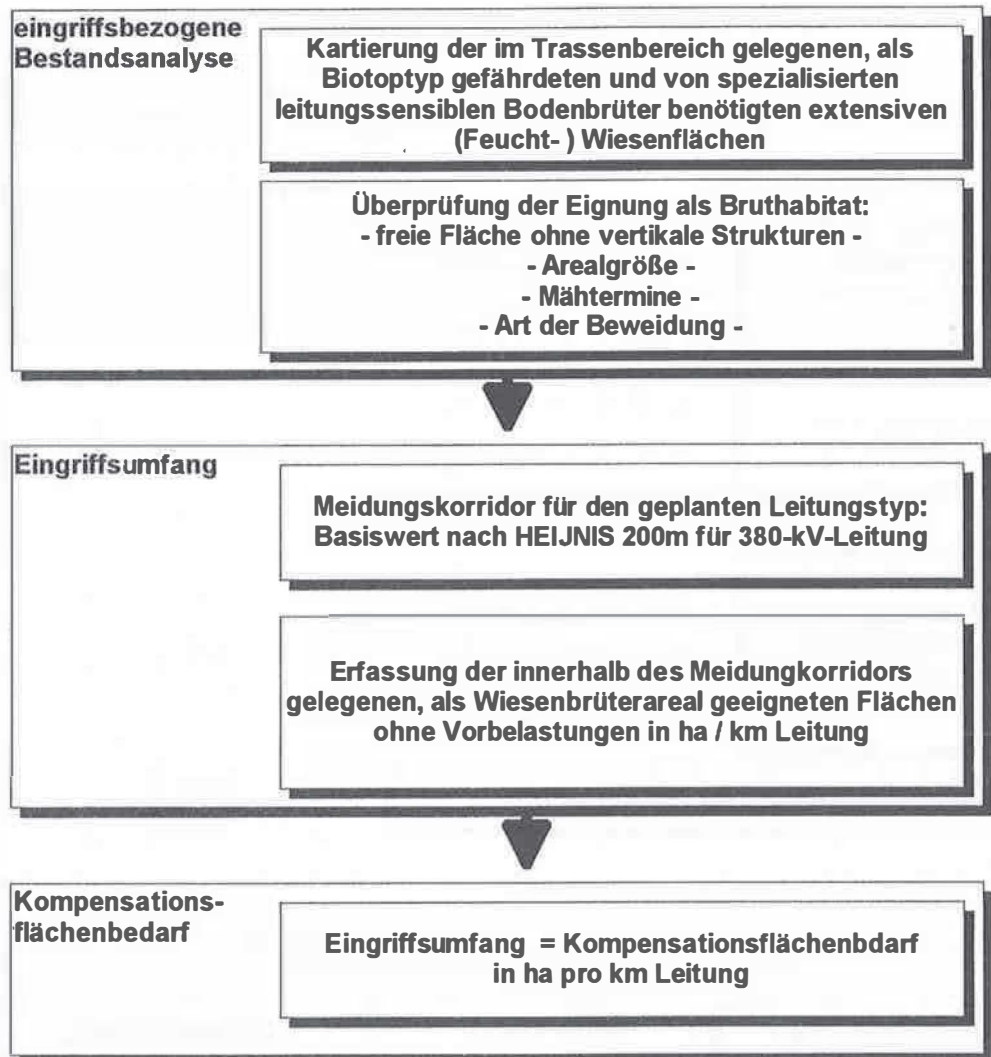 eingriffsbezogene
Bestandsanalyse
Kartierung der im Trassenbereich gelegenen, als
Biotoptyp gefährdeten und von spezialisierten
leitungssensiblen Bodenbrüter benötigten extensiven
(Feucht- ) Wiesenflächen
Überprüfung der Eignung als Bruthabitat:
- freie Fläche ohne vertikale Strukturen -
- Arealgröße -
- Mähtermine -
- Art der Beweidung -
Eingriffsumfang
Meidungskorridor für den geplanten Leitungstyp:
Basiswert nach HEIJNIS 200m für 380-kV-Leitung
Erfassung der innerhalb des Meidungkorridors
gelegenen, als Wiesenbrüterareal geeigneten Flächen
ohne Vorbelastungen in ha / km Leitung
Kompensations-
flächenbedarf
Eingriffsumfang = Kompensationsflächenbdarf
in ha pro km Leitung